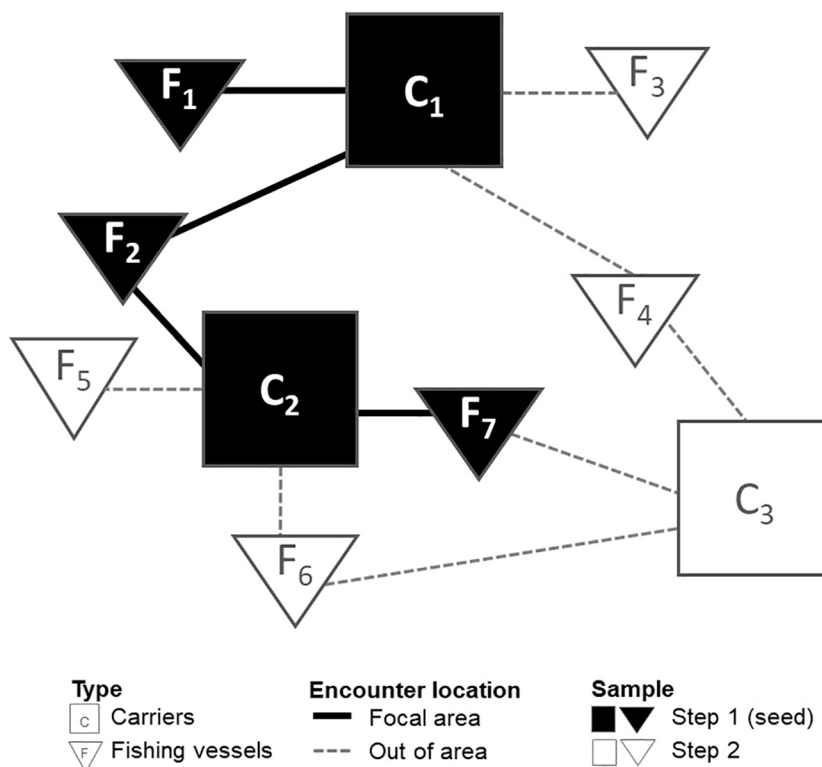 F1
C1
F3
F2
F4
F5
C2
F7
C3
F6
Type
Encounter location
Sample
C
Carriers
Focal area
Step 1 (seed)
F
Fishing vessels
Out of area
Step 2